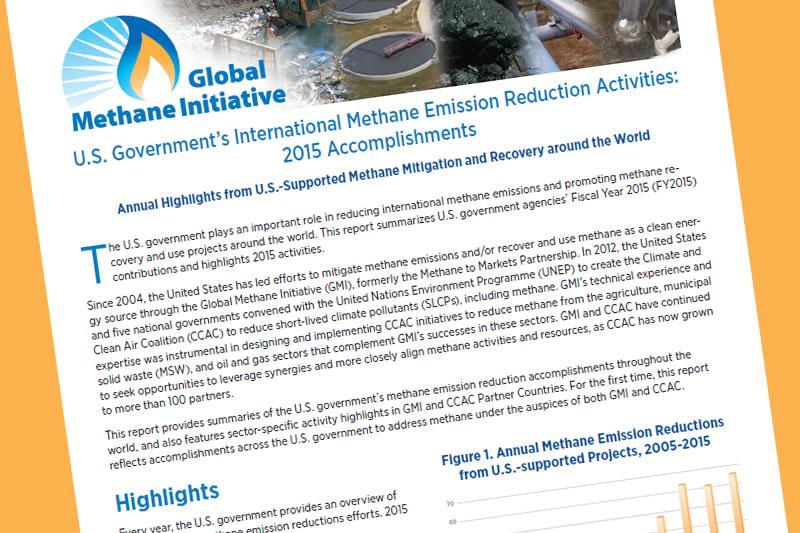 Global
Methane Initiative
U.S. Government's International Methane Emission Reduction Activities:
2015 Accomplishments
Annual Highlights from U.S.-Supported Methane Mitigation and Recovery around the World
The U.S. government plays an important role in reducing international methane emissions and promoting methane re-
covery and use projects around the world. This report summarizes U.S. government agencies' Fiscal Year 2015 (FY2015)
contributions and highlights 2015 activities.
Since 2004, the United States has led efforts to mitigate methane emissions and/or recover and use methane as a clean ener-
gy source through the Global Methane Initiative (GMI), formerly the Methane to Markets Partnership. In 2012, the United States
and five national governments convened with the United Nations Environment Programme (UNEP) to create the Climate and
Clean Air Coalition (CCAC) to reduce short-lived climate pollutants (SLCPs), including methane. GMI's technical experience and
expertise was instrumental in designing and implementing CCAC initiatives to reduce methane from the agriculture, municipal
solid waste (MSW), and oil and gas sectors that complement GMI's successes in these sectors. GMI and CCAC have continued
to seek opportunities to leverage synergies and more closely align methane activities and resources, as CCAC has now grown
to more than 100 partners.
This report provides summaries of the U.S. government's methane emission reduction accomplishments throughout the
world, and also features sector-specific activity highlights in GMI and CCAC Partner Countries. For the first time, this report
reflects accomplishments across the U.S. government to address methane under the auspices of both GMI and CCAC.
Highlights
Every year, the U.S. government provides an overview of
emission reductions efforts. 2015
Figure 1. Annual Methane Emission Reductions
from U.S.-supported Projects, 2005-2015
70
60